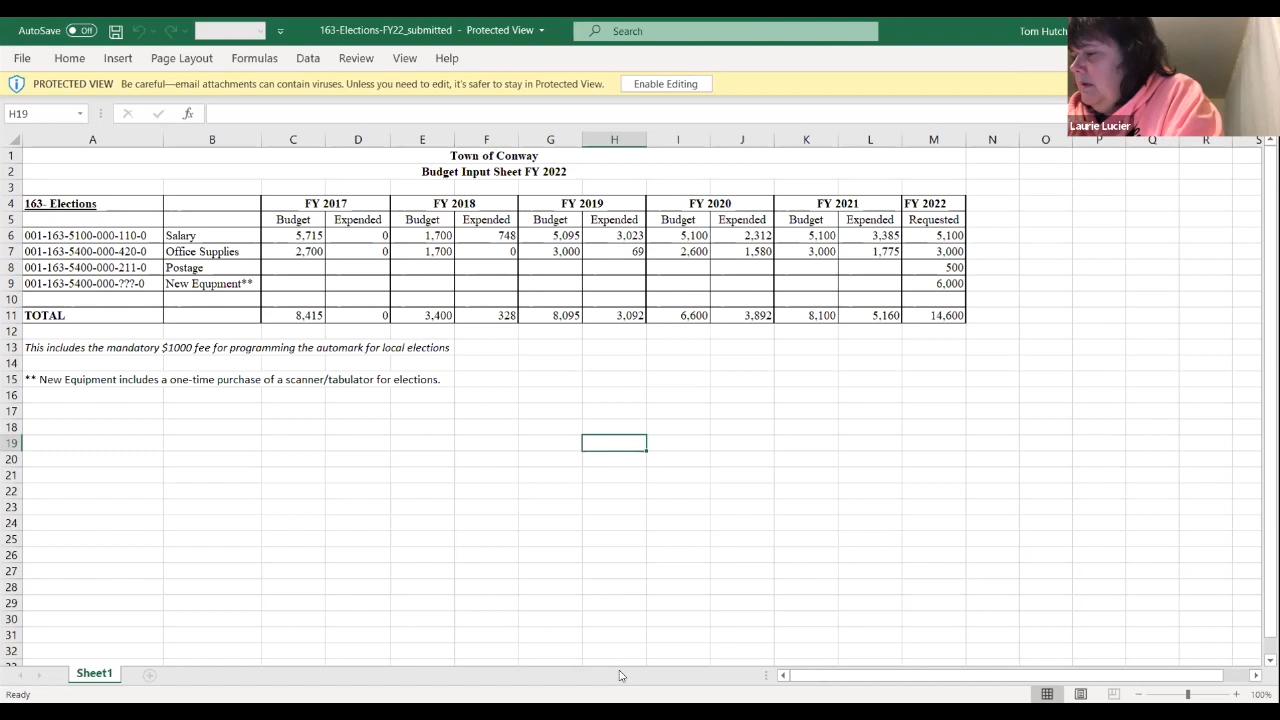 AutoSave Off 163-Elections-FY22_submitted - Protected View Search Tom Hutch
File Home Insert Page Layout Formulas Data Review View Help
PROTECTED VIEW Be careful—email attachments can contain viruses. Unless you need to edit, it's safer to stay in Protected View. Enable Editing
Laurie Lucier
H19 fx
A B C D E F G H I J K L M N O P Q R S
1 Town of Conway
2 Budget Input Sheet FY 2022
3
4 163- Elections FY 2017 FY 2018 FY 2019 FY 2020 FY 2021 FY 2022
5 Budget Expended Budget Expended Budget Expended Budget Expended Budget Expended Requested
6 001-163-5100-000-110-0 Salary 5,715 0 1,700 748 5,095 3,023 5,100 2,312 5,100 3,385 5,100
7 001-163-5400-000-420-0 Office Supplies 2,700 0 1,700 0 3,000 69 2,600 1,580 3,000 1,775 3,000
8 001-163-5400-000-211-0 Postage 500
9 001-163-5400-000-???-0 New Equpment** 6,000
10
11 TOTAL 8,415 0 3,400 328 8,095 3,092 6,600 3,892 8,100 5,160 14,600
12
13 This includes the mandatory $1000 fee for programming the automark for local elections
14
15 ** New Equipment includes a one-time purchase of a scanner/tabulator for elections.
16
17
18
19
20
21
22
23
24
25
26
27
28
29
30
31
32
Sheet1
Ready 100%